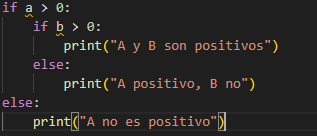 if a > 0:
    if b > 0:
        print("A y B son positivos")
    else:
        print("A positivo, B no")
else:
    print("A no es positivo")